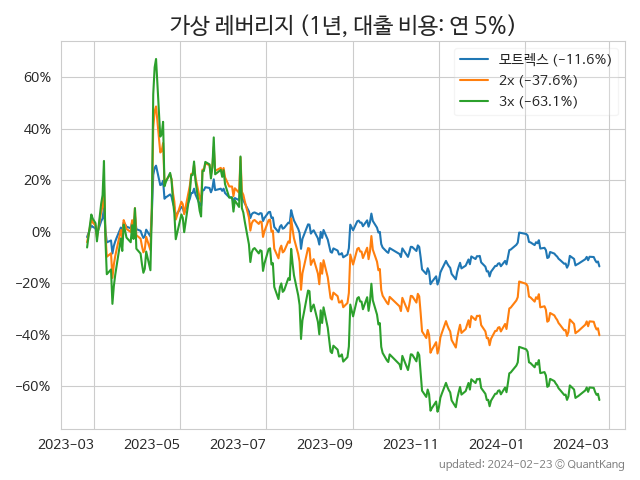 가상 레버리지 (1년, 대출 비용: 연 5%)
모트렉스 (−11.6%)
2x (−37.6%)
3x (−63.1%)
60%
40%
20%
0%
−20%
−40%
−60%
2023-03 2023-05 2023-07 2023-09 2023-11 2024-01 2024-03
updated: 2024-02-23 © QuantKang